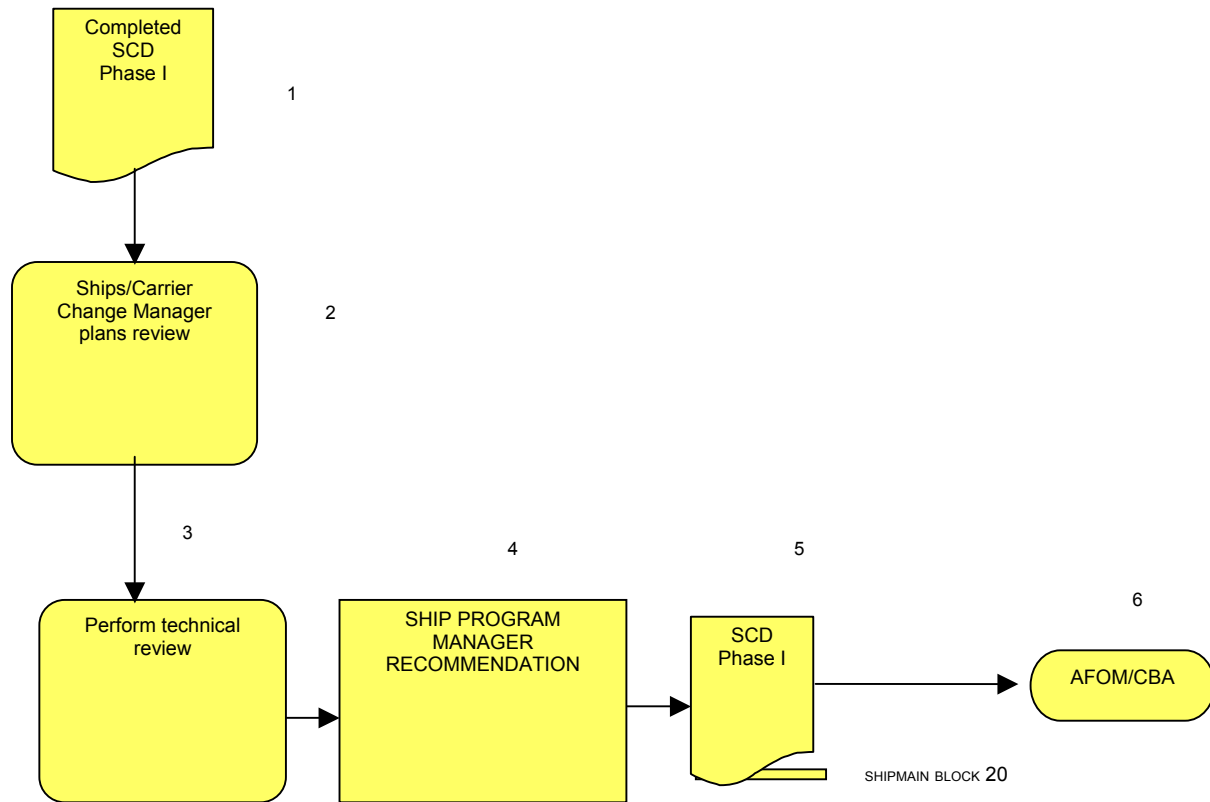 Completed
SCD
Phase I
1
Ships/Carrier
Change Manager
plans review
2
3
Perform technical
review
4
SHIP PROGRAM
MANAGER
RECOMMENDATION
5
SCD
Phase I
SHIPMAIN BLOCK 20
6
AFOM/CBA